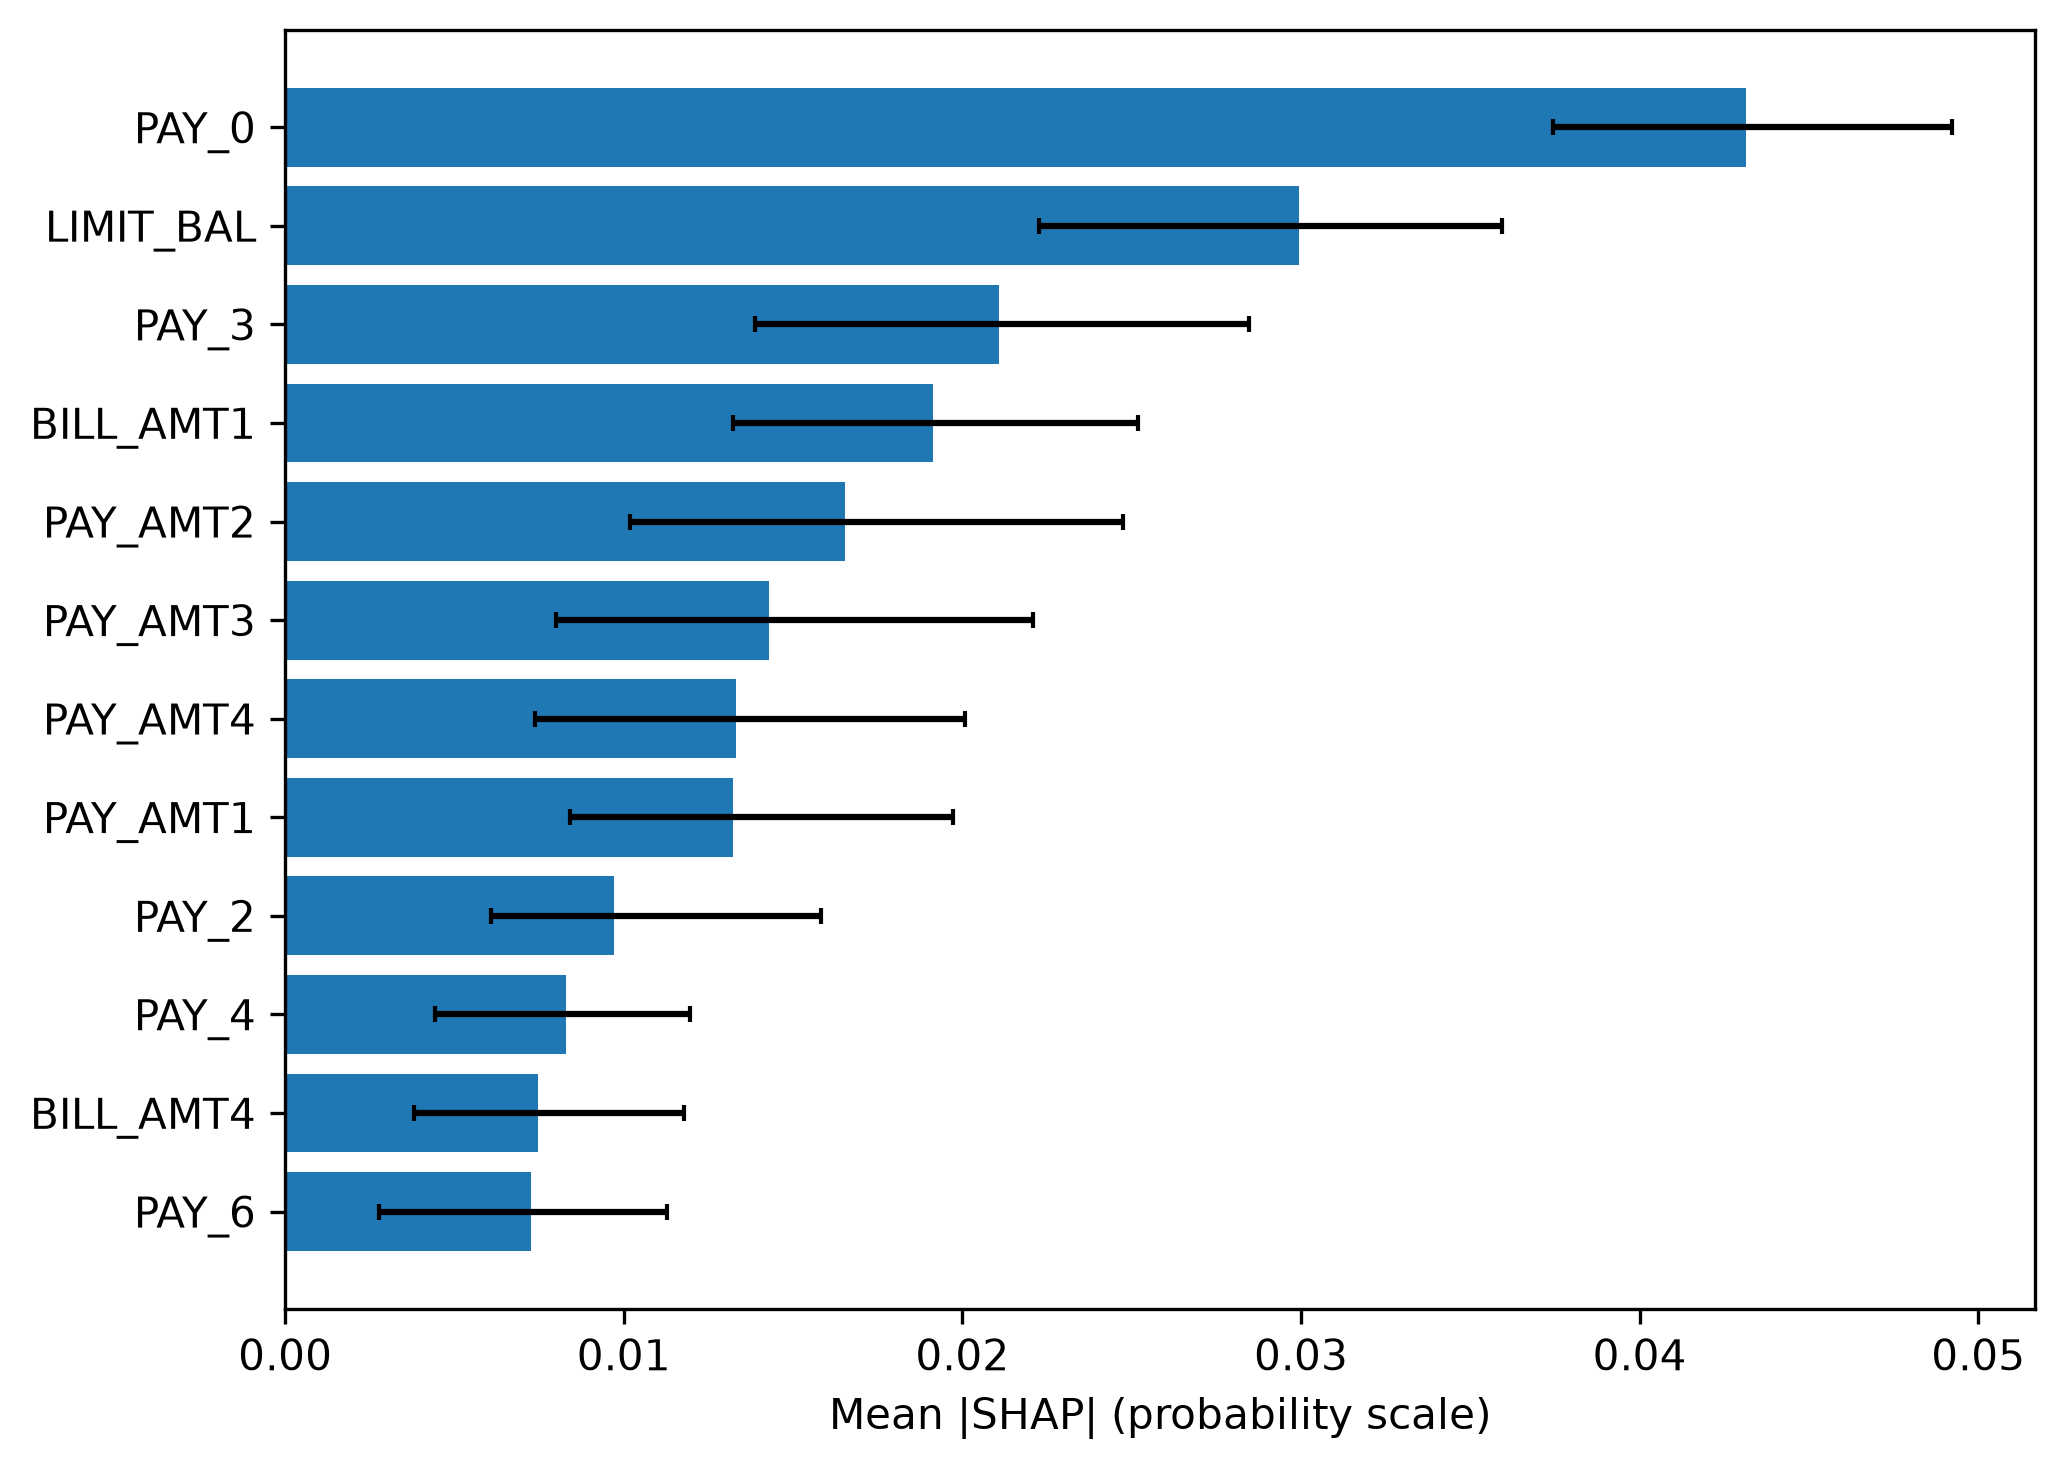 PAY_0
LIMIT_BAL
PAY_3
BILL_AMT1
PAY_AMT2
PAY_AMT3
PAY_AMT4
PAY_AMT1
PAY_2
PAY_4
BILL_AMT4
PAY_6
0.00 0.01 0.02 0.03 0.04 0.05
Mean |SHAP| (probability scale)